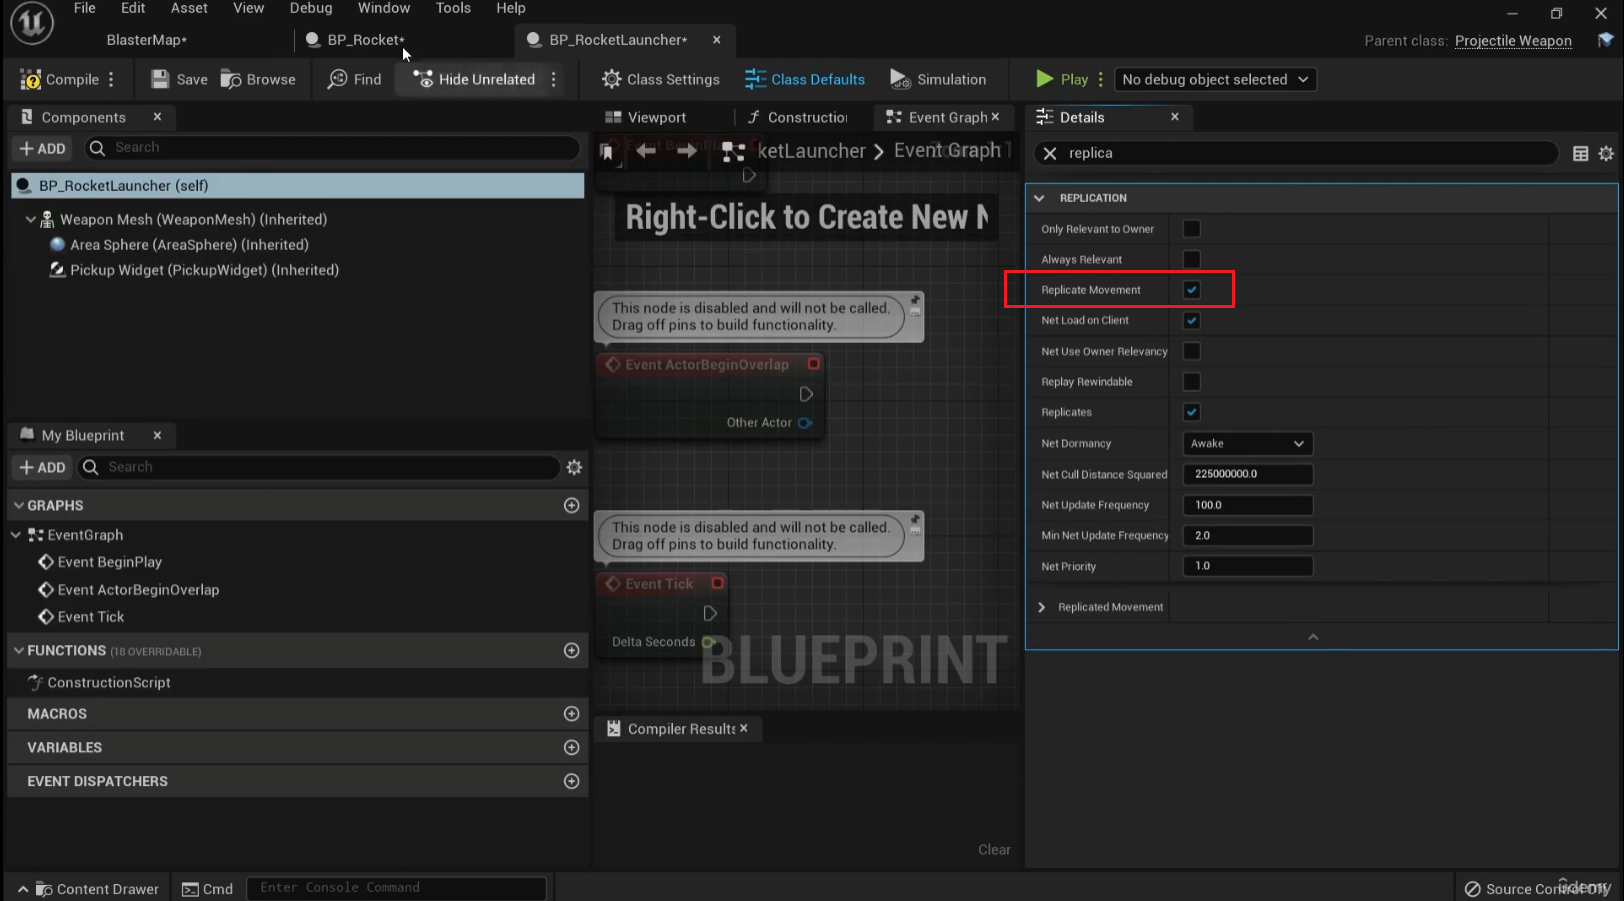 File Edit Asset View Debug Window Tools Help
BlasterMap* BP_Rocket* BP_RocketLauncher*
Parent class: Projectile Weapon
Compile Save Browse Find Hide Unrelated Class Settings Class Defaults Simulation Play No debug object selected
Components
ADD Search
BP_RocketLauncher (self)
Weapon Mesh (WeaponMesh) (Inherited)
Area Sphere (AreaSphere) (Inherited)
Pickup Widget (PickupWidget) (Inherited)
My Blueprint
ADD Search
GRAPHS
EventGraph
Event BeginPlay
Event ActorBeginOverlap
Event Tick
FUNCTIONS (18 OVERRIDABLE)
ConstructionScript
MACROS
VARIABLES
EVENT DISPATCHERS
Viewport Constructior Event Graph
ketLauncher > Event Graph
Right-Click to Create New N
This node is disabled and will not be called.
Drag off pins to build functionality.
Event ActorBeginOverlap
Other Actor
This node is disabled and will not be called.
Drag off pins to build functionality.
Event Tick
Delta Seconds
BLUEPRINT
Compiler Results
Clear
Details
replica
REPLICATION
Only Relevant to Owner
Always Relevant
Replicate Movement
Net Load on Client
Net Use Owner Relevancy
Replay Rewindable
Replicates
Net Dormancy Awake
Net Cull Distance Squared 225000000.0
Net Update Frequency 100.0
Min Net Update Frequency 2.0
Net Priority 1.0
Replicated Movement
Content Drawer Cmd Enter Console Command
Source Control
ûdemy